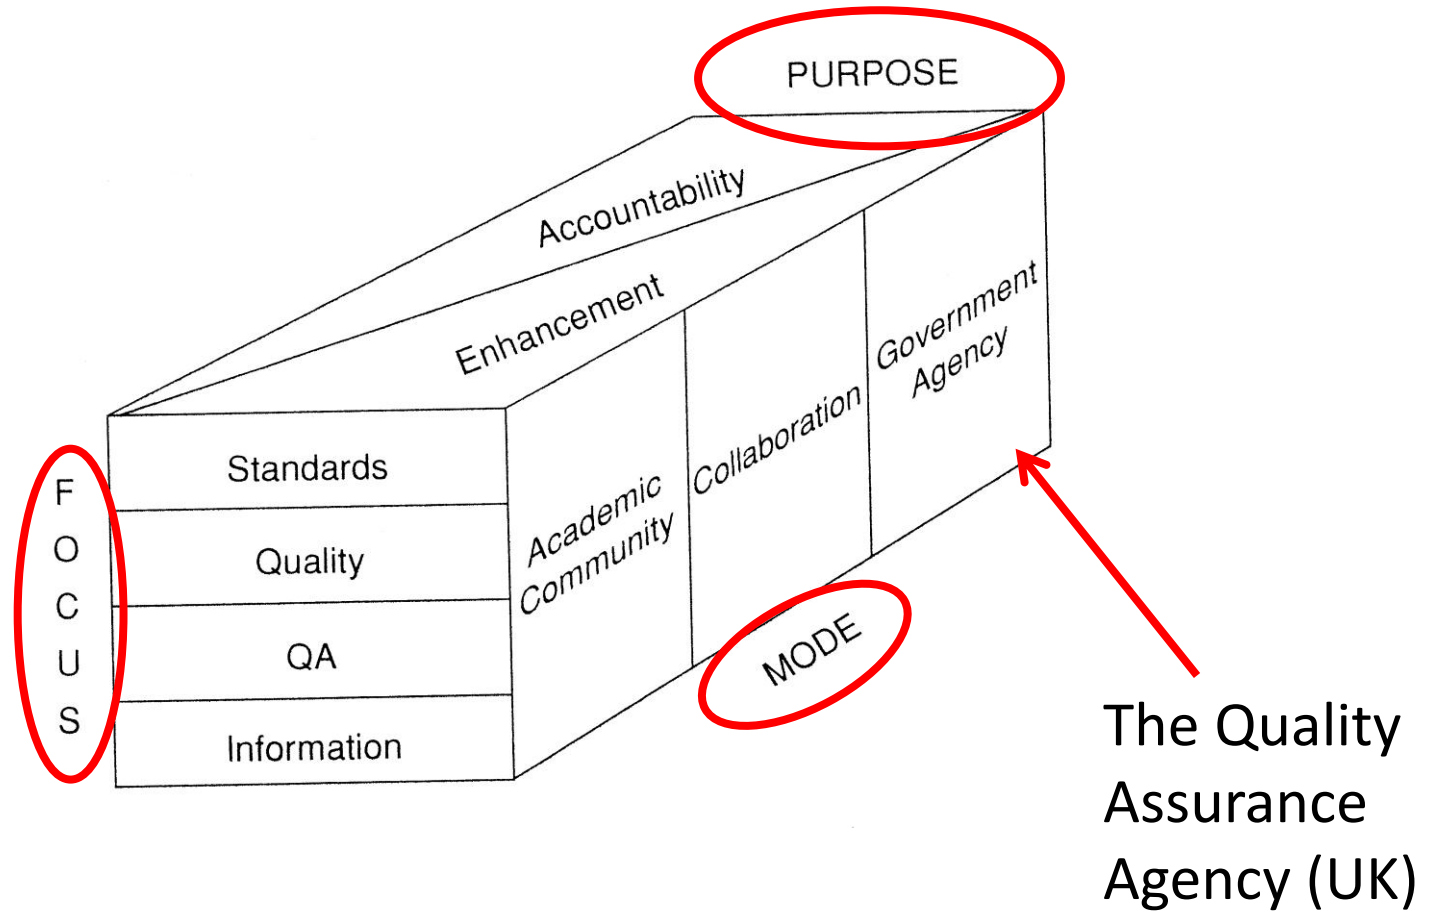 PURPOSE
Accountability
Enhancement
Standards
Quality
QA
Information
F
O
C
U
S
Academic
Community
Collaboration
Government
Agency
MODE
The Quality
Assurance
Agency (UK)